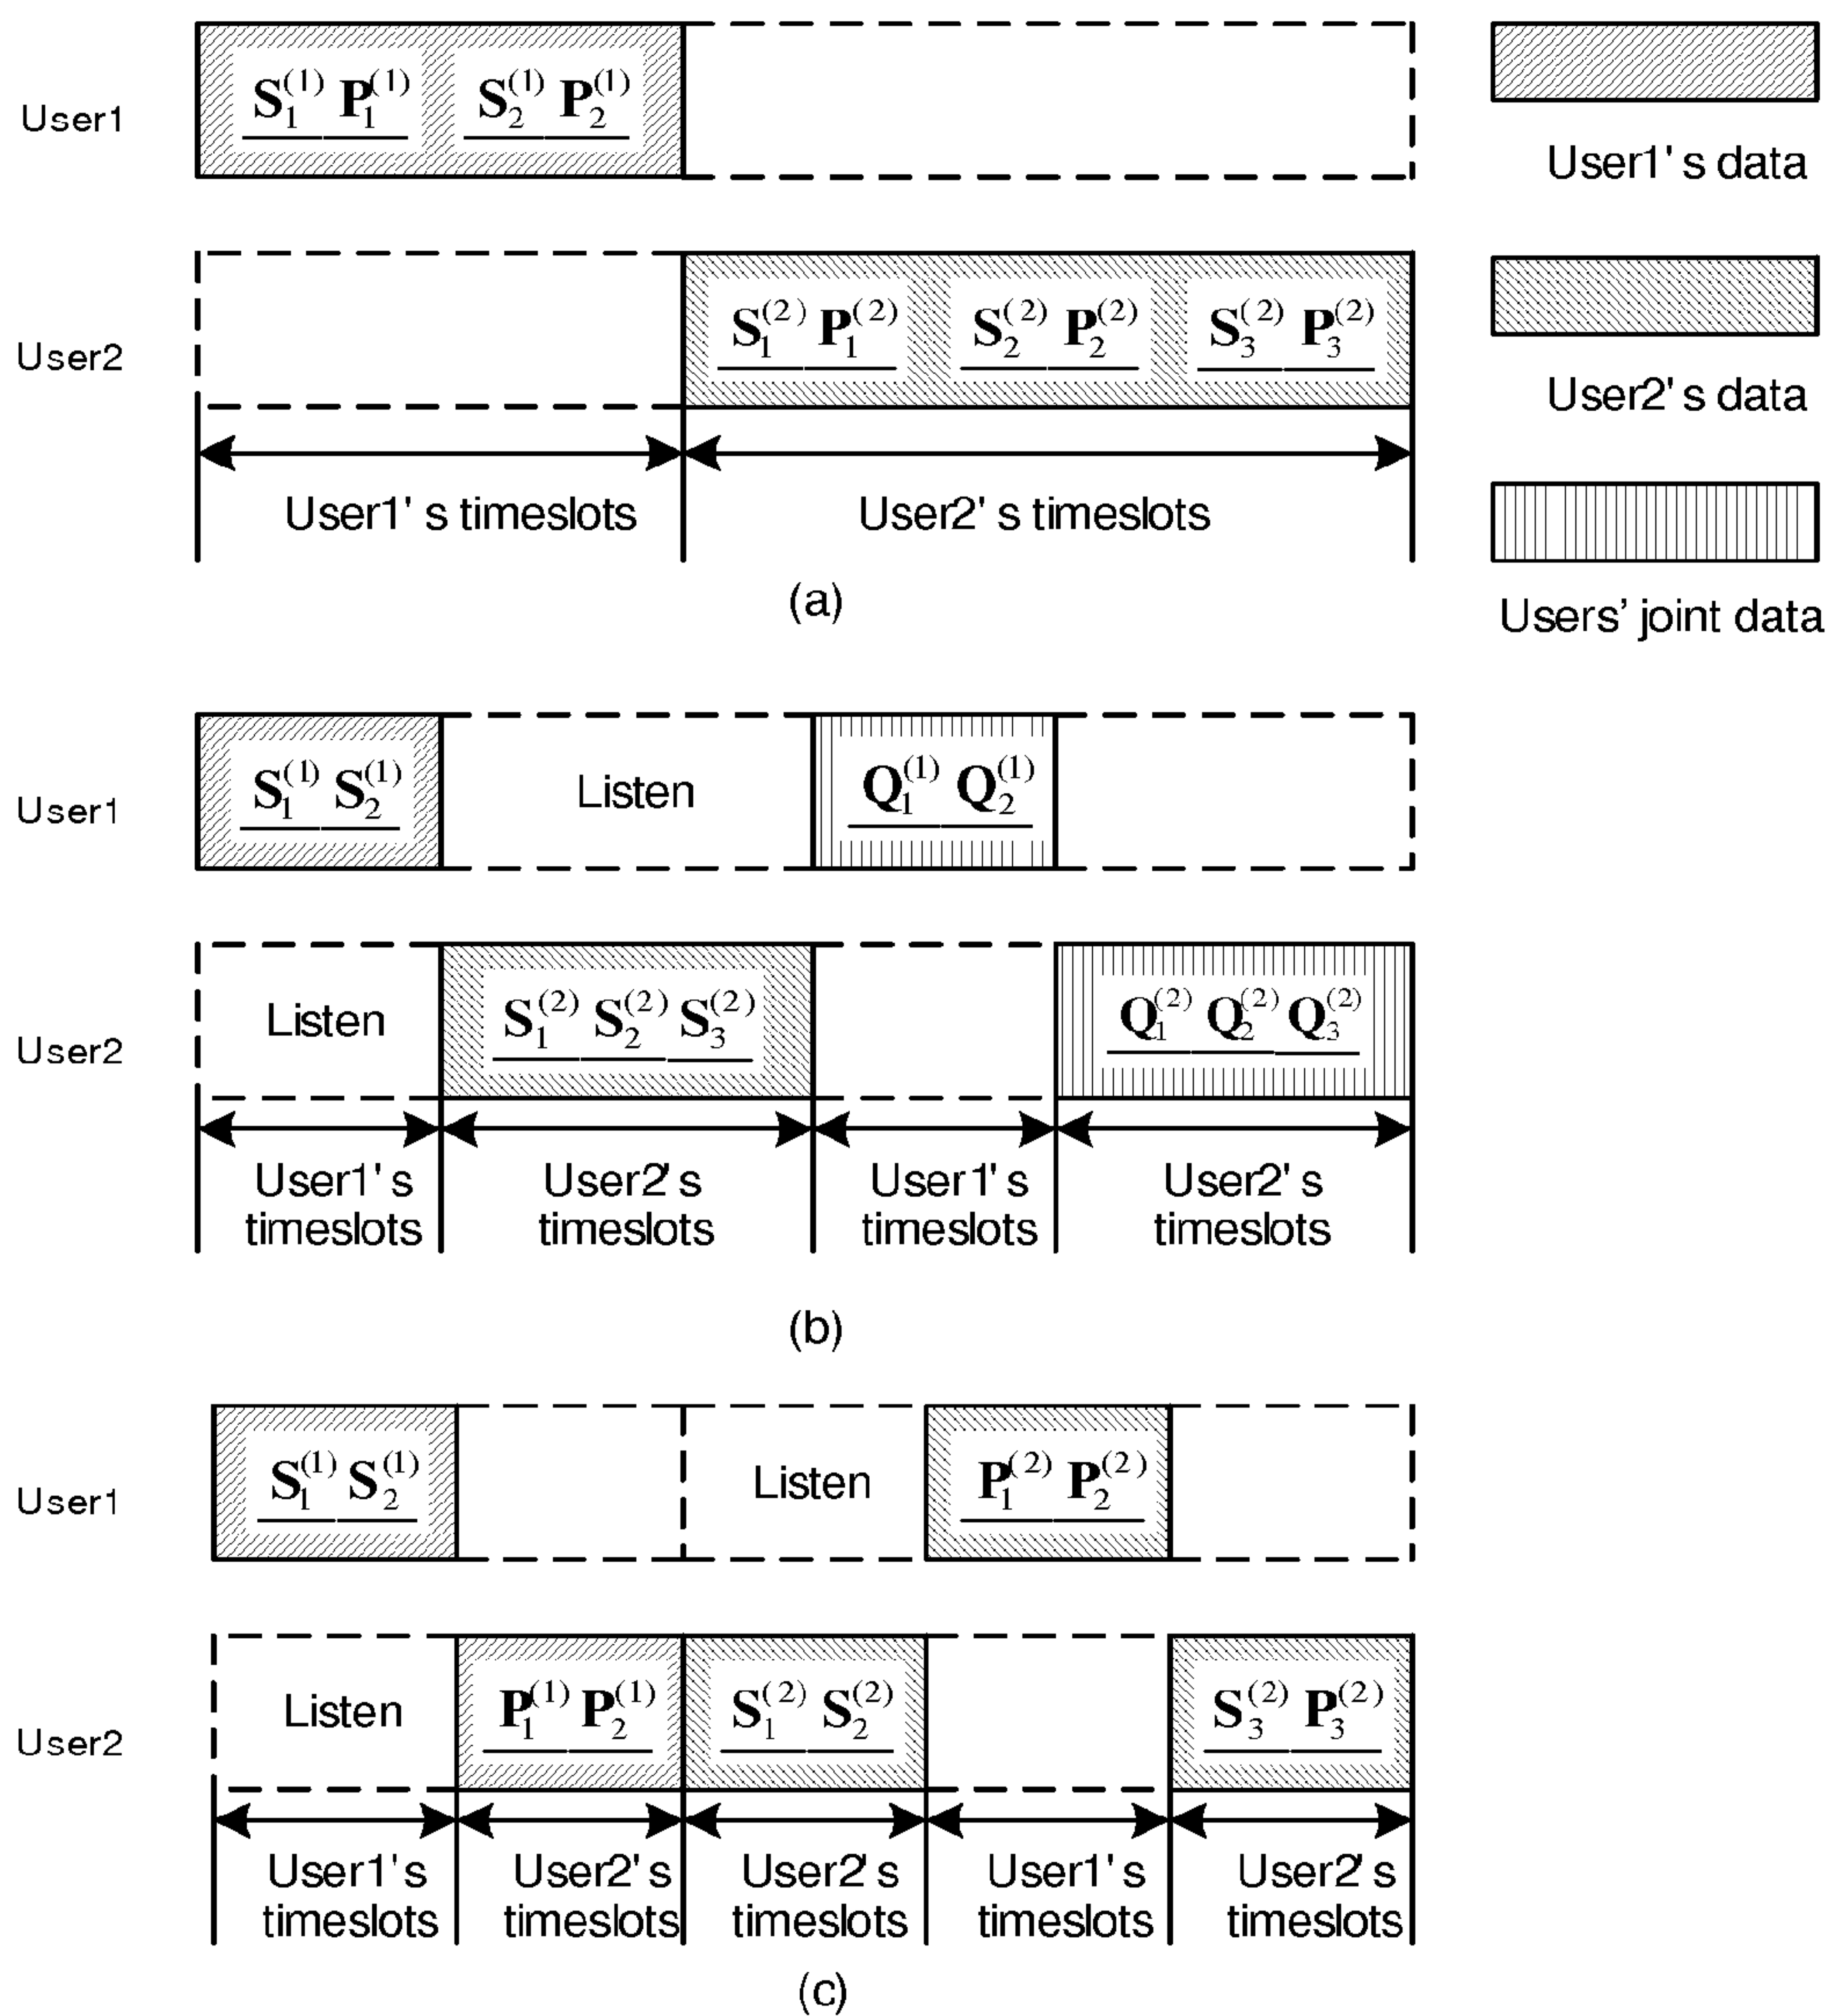 User1
S₁⁽¹⁾ P₁⁽¹⁾ S₂⁽¹⁾ P₂⁽¹⁾
User1's data
User2
S₁⁽²⁾ P₁⁽²⁾ S₂⁽²⁾ P₂⁽²⁾ S₃⁽²⁾ P₃⁽²⁾
User2's data
User1's timeslots User2's timeslots
(a)
Users' joint data
User1
S₁⁽¹⁾ S₂⁽¹⁾ Listen Q₁⁽¹⁾ Q₂⁽¹⁾
User2
Listen S₁⁽²⁾ S₂⁽²⁾ S₃⁽²⁾ Q₁⁽²⁾ Q₂⁽²⁾ Q₃⁽²⁾
User1's User2's User1's User2's
timeslots timeslots timeslots timeslots
(b)
User1
S₁⁽¹⁾ S₂⁽¹⁾ Listen P₁⁽²⁾ P₂⁽²⁾
User2
Listen P₁⁽¹⁾ P₂⁽¹⁾ S₁⁽²⁾ S₂⁽²⁾ S₃⁽²⁾ P₃⁽²⁾
User1's User2's User2's User1's User2's
timeslots timeslots timeslots timeslots timeslots
(c)